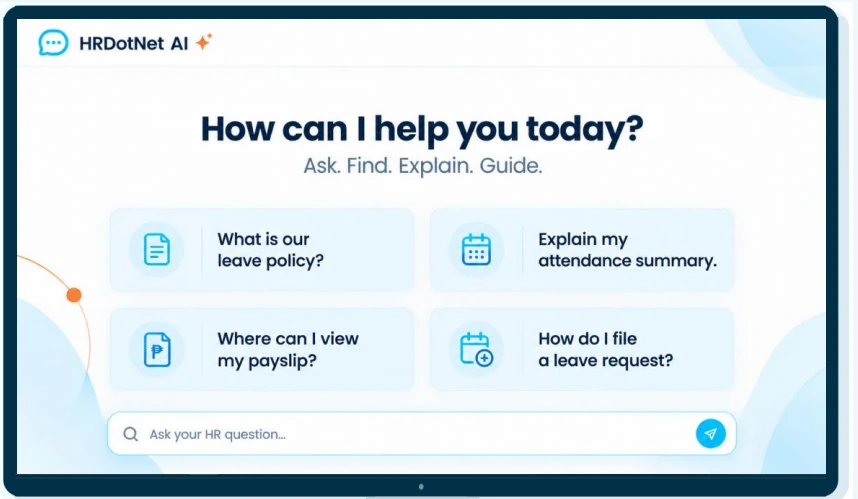 HRDotNet AI
How can I help you today?
Ask. Find. Explain. Guide.
What is our
leave policy?
Explain my
attendance summary.
₱
Where can I view
my payslip?
How do I file
a leave request?
Ask your HR question...